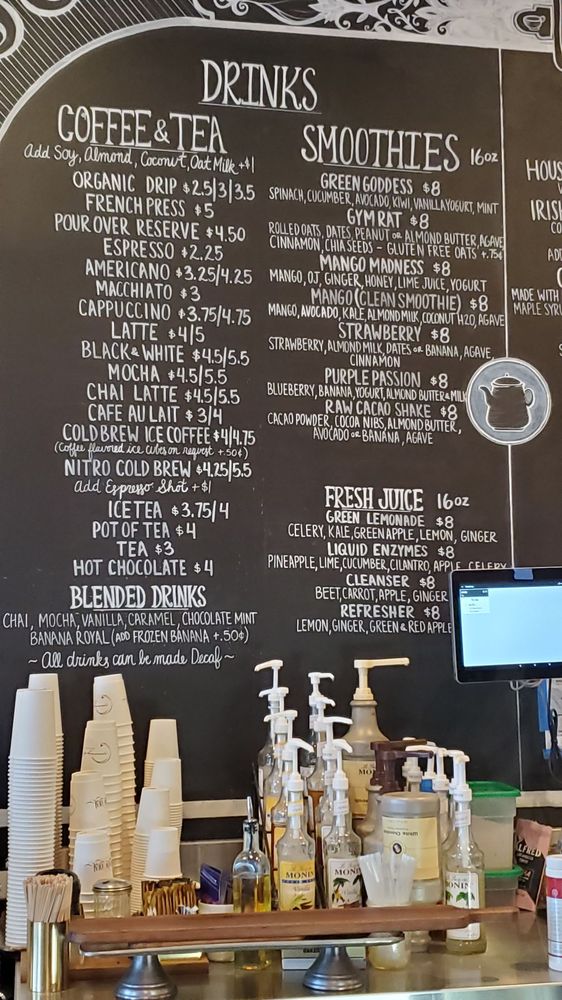 DRINKS
COFFEE & TEA
Add Soy, Almond, Coconut, Oat Milk +$1
ORGANIC DRIP $2.5|3|3.5
FRENCH PRESS $5
POUR OVER RESERVE $4.50
ESPRESSO $2.25
AMERICANO $3.25/4.25
MACCHIATO $3
CAPPUCCINO $3.75/4.75
LATTE $4/5
BLACK & WHITE $4.5/5.5
MOCHA $4.5/5.5
CHAI LATTE $4.5/5.5
CAFE AU LAIT $3/4
COLD BREW ICE COFFEE $4/4.75
(Coffee flavored ice cubes on request +.50¢)
NITRO COLD BREW $4.25/5.5
Add Espresso Shot +$1
ICE TEA $3.75/4
POT OF TEA $4
TEA $3
HOT CHOCOLATE $4
BLENDED DRINKS
CHAI, MOCHA, VANILLA, CARAMEL, CHOCOLATE MINT
BANANA ROYAL (ADD FROZEN BANANA +.50¢)
~ All drinks can be made Decaf ~
SMOOTHIES 16oz
GREEN GODDESS $8
SPINACH, CUCUMBER, AVOCADO, KIWI, VANILLA YOGURT, MINT
GYM RAT $8
ROLLED OATS, DATES, PEANUT OR ALMOND BUTTER, AGAVE
CINNAMON, CHIA SEEDS - GLUTEN FREE OATS +.75¢
MANGO MADNESS $8
MANGO, OJ, GINGER, HONEY, LIME JUICE, YOGURT
MANGO (CLEAN SMOOTHIE) $8
MANGO, AVOCADO, KALE, ALMOND MILK, COCONUT H2O, AGAVE
STRAWBERRY $8
STRAWBERRY, ALMOND MILK, DATES OR BANANA, AGAVE,
CINNAMON
PURPLE PASSION $8
BLUEBERRY, BANANA, YOGURT, ALMOND BUTTER & MILK
RAW CACAO SHAKE $8
CACAO POWDER, COCOA NIBS, ALMOND BUTTER,
AVOCADO OR BANANA, AGAVE
FRESH JUICE 16oz
GREEN LEMONADE $8
CELERY, KALE, GREEN APPLE, LEMON, GINGER
LIQUID ENZYMES $8
PINEAPPLE, LIME, CUCUMBER, CILANTRO, APPLE, CELERY
CLEANSER $8
BEET, CARROT, APPLE, GINGER
REFRESHER $8
LEMON, GINGER, GREEN & RED APPLE
HOUS
IRIS
CO
AD
MADE WITH
MAPLE SYRU
MONIN
MONIN
MONIN